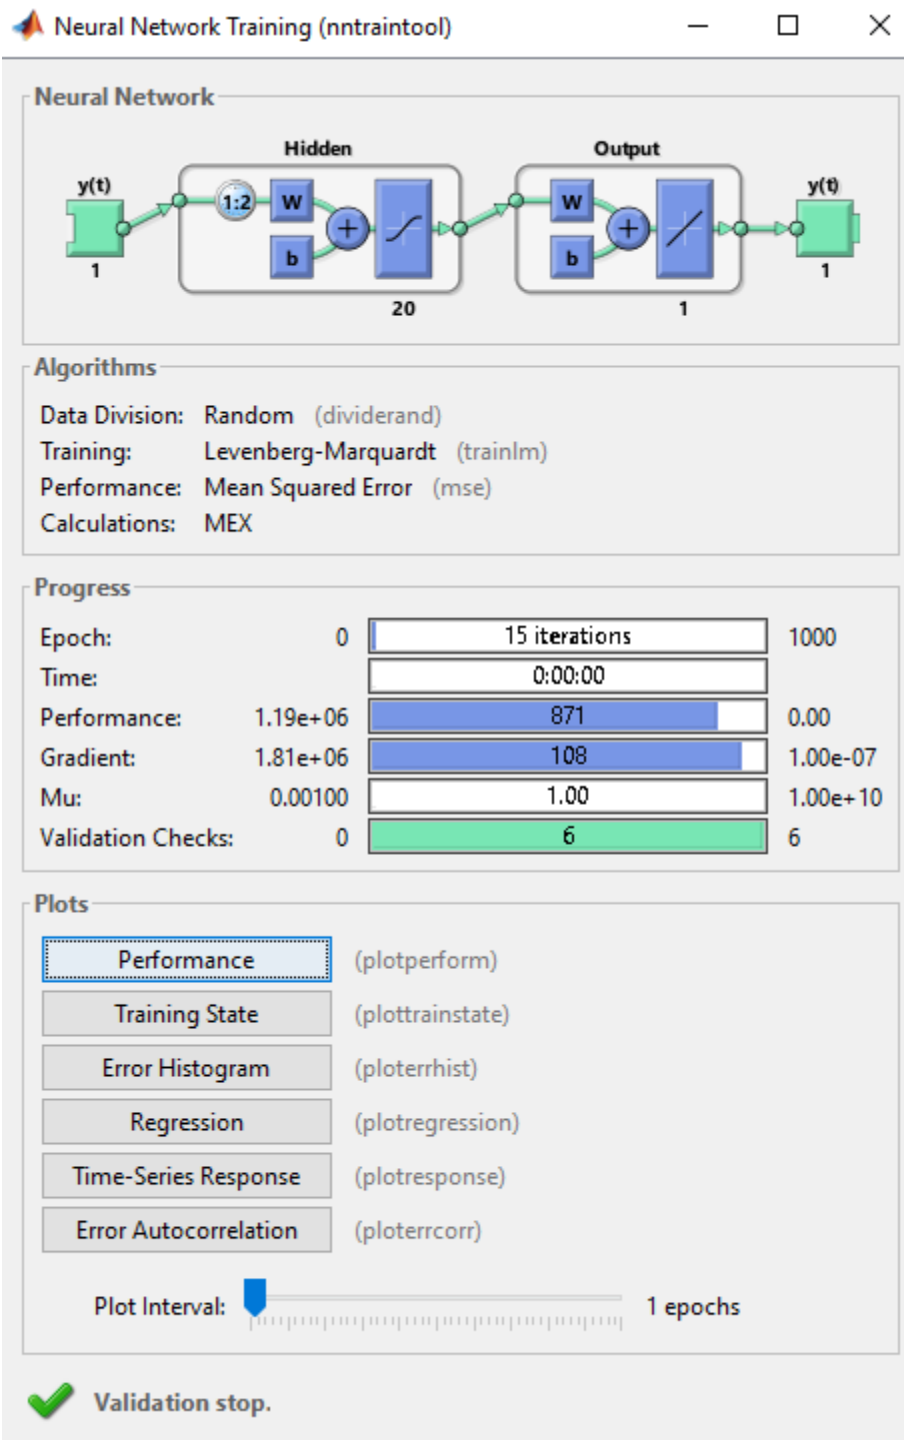 Neural Network Training (nntraintool)
Neural Network
Hidden Output
y(t) 1:2 W b W b y(t)
1 20 1 1
Algorithms
Data Division: Random (dividerand)
Training: Levenberg-Marquardt (trainlm)
Performance: Mean Squared Error (mse)
Calculations: MEX
Progress
Epoch: 0 15 iterations 1000
Time: 0:00:00
Performance: 1.19e+06 871 0.00
Gradient: 1.81e+06 108 1.00e-07
Mu: 0.00100 1.00 1.00e+10
Validation Checks: 0 6 6
Plots
Performance (plotperform)
Training State (plottrainstate)
Error Histogram (ploterrhist)
Regression (plotregression)
Time-Series Response (plotresponse)
Error Autocorrelation (ploterrcorr)
Plot Interval: 1 epochs
Validation stop.